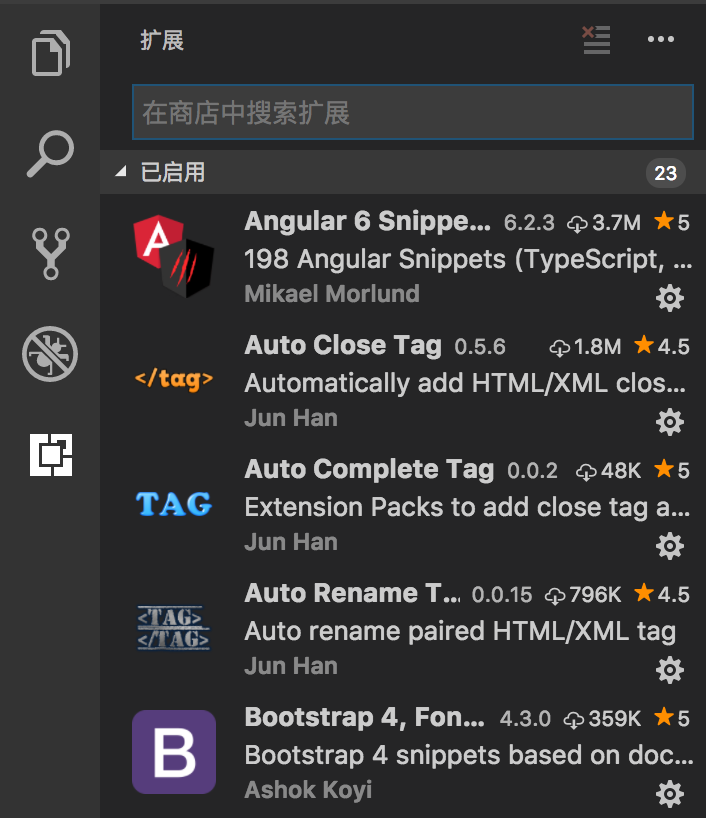 扩展
在商店中搜索扩展
已启用 23
Angular 6 Snippe... 6.2.3 3.7M 5
198 Angular Snippets (TypeScript, ...
Mikael Morlund
Auto Close Tag 0.5.6 1.8M 4.5
</tag>
Automatically add HTML/XML clos...
Jun Han
Auto Complete Tag 0.0.2 48K 5
TAG
Extension Packs to add close tag a...
Jun Han
Auto Rename T... 0.0.15 796K 4.5
<TAG>
</TAG>
Auto rename paired HTML/XML tag
Jun Han
Bootstrap 4, Fon... 4.3.0 359K 5
B
Bootstrap 4 snippets based on doc...
Ashok Koyi